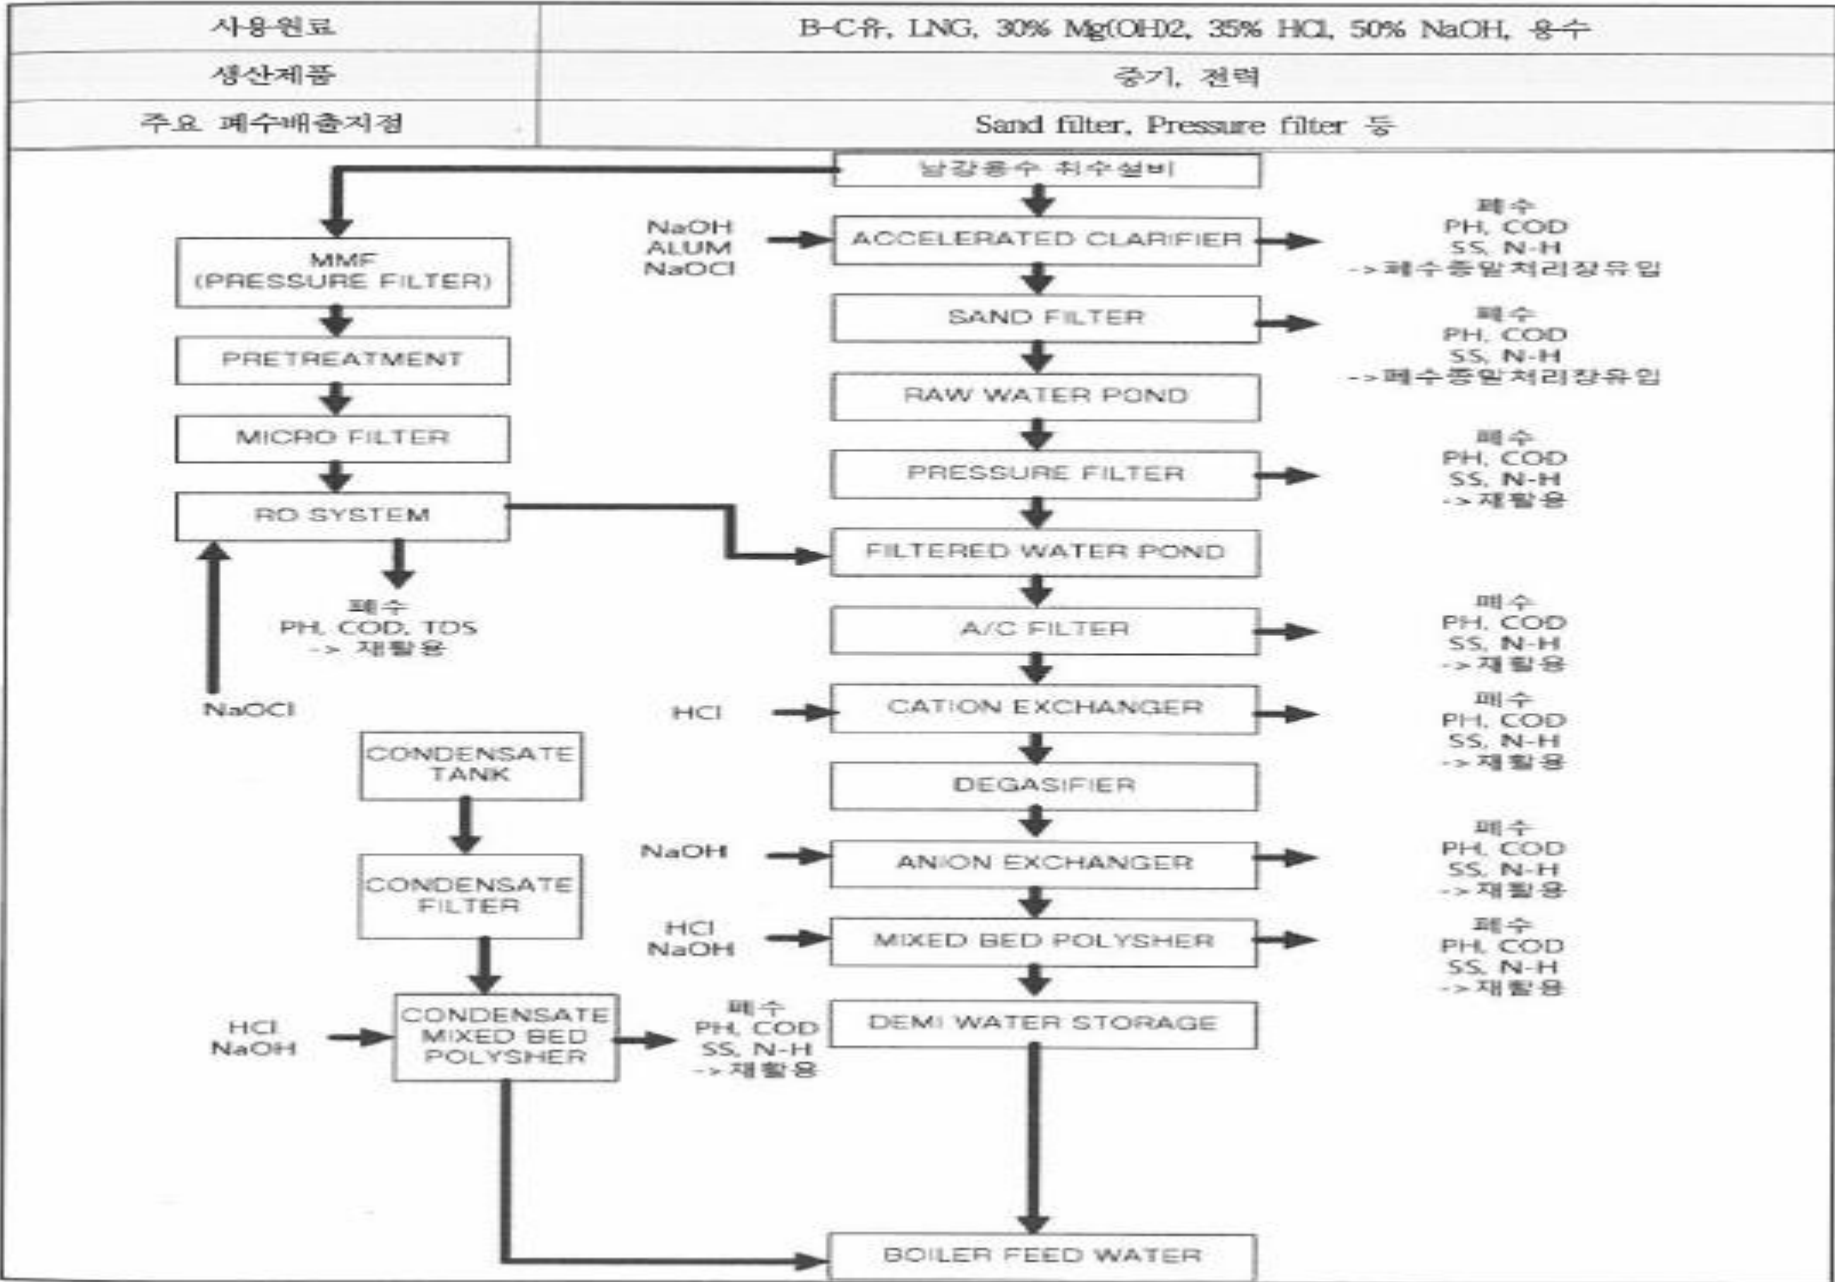 사용원료
B-C유, LNG, 30% Mg(OH)2, 35% HCl, 50% NaOH, 용수
생산제품
증기, 전력
주요 폐수배출지점
Sand filter, Pressure filter 등
남강용수 취수설비
NaOH
ALUM
NaOCl
ACCELERATED CLARIFIER
폐수
PH, COD
SS, N-H
->폐수종말처리장유입
MMF
(PRESSURE FILTER)
SAND FILTER
폐수
PH, COD
SS, N-H
->폐수종말처리장유입
PRETREATMENT
RAW WATER POND
MICRO FILTER
PRESSURE FILTER
폐수
PH, COD
SS, N-H
->재활용
RO SYSTEM
FILTERED WATER POND
폐수
PH, COD, TDS
-> 재활용
NaOCl
A/C FILTER
폐수
PH, COD
SS, N-H
->재활용
HCl
CATION EXCHANGER
폐수
PH, COD
SS, N-H
->재활용
CONDENSATE
TANK
DEGASIFIER
NaOH
ANION EXCHANGER
폐수
PH, COD
SS, N-H
->재활용
CONDENSATE
FILTER
HCl
NaOH
MIXED BED POLYSHER
폐수
PH, COD
SS, N-H
->재활용
HCl
NaOH
CONDENSATE
MIXED BED
POLYSHER
폐수
PH, COD
SS, N-H
->재활용
DEMI WATER STORAGE
BOILER FEED WATER